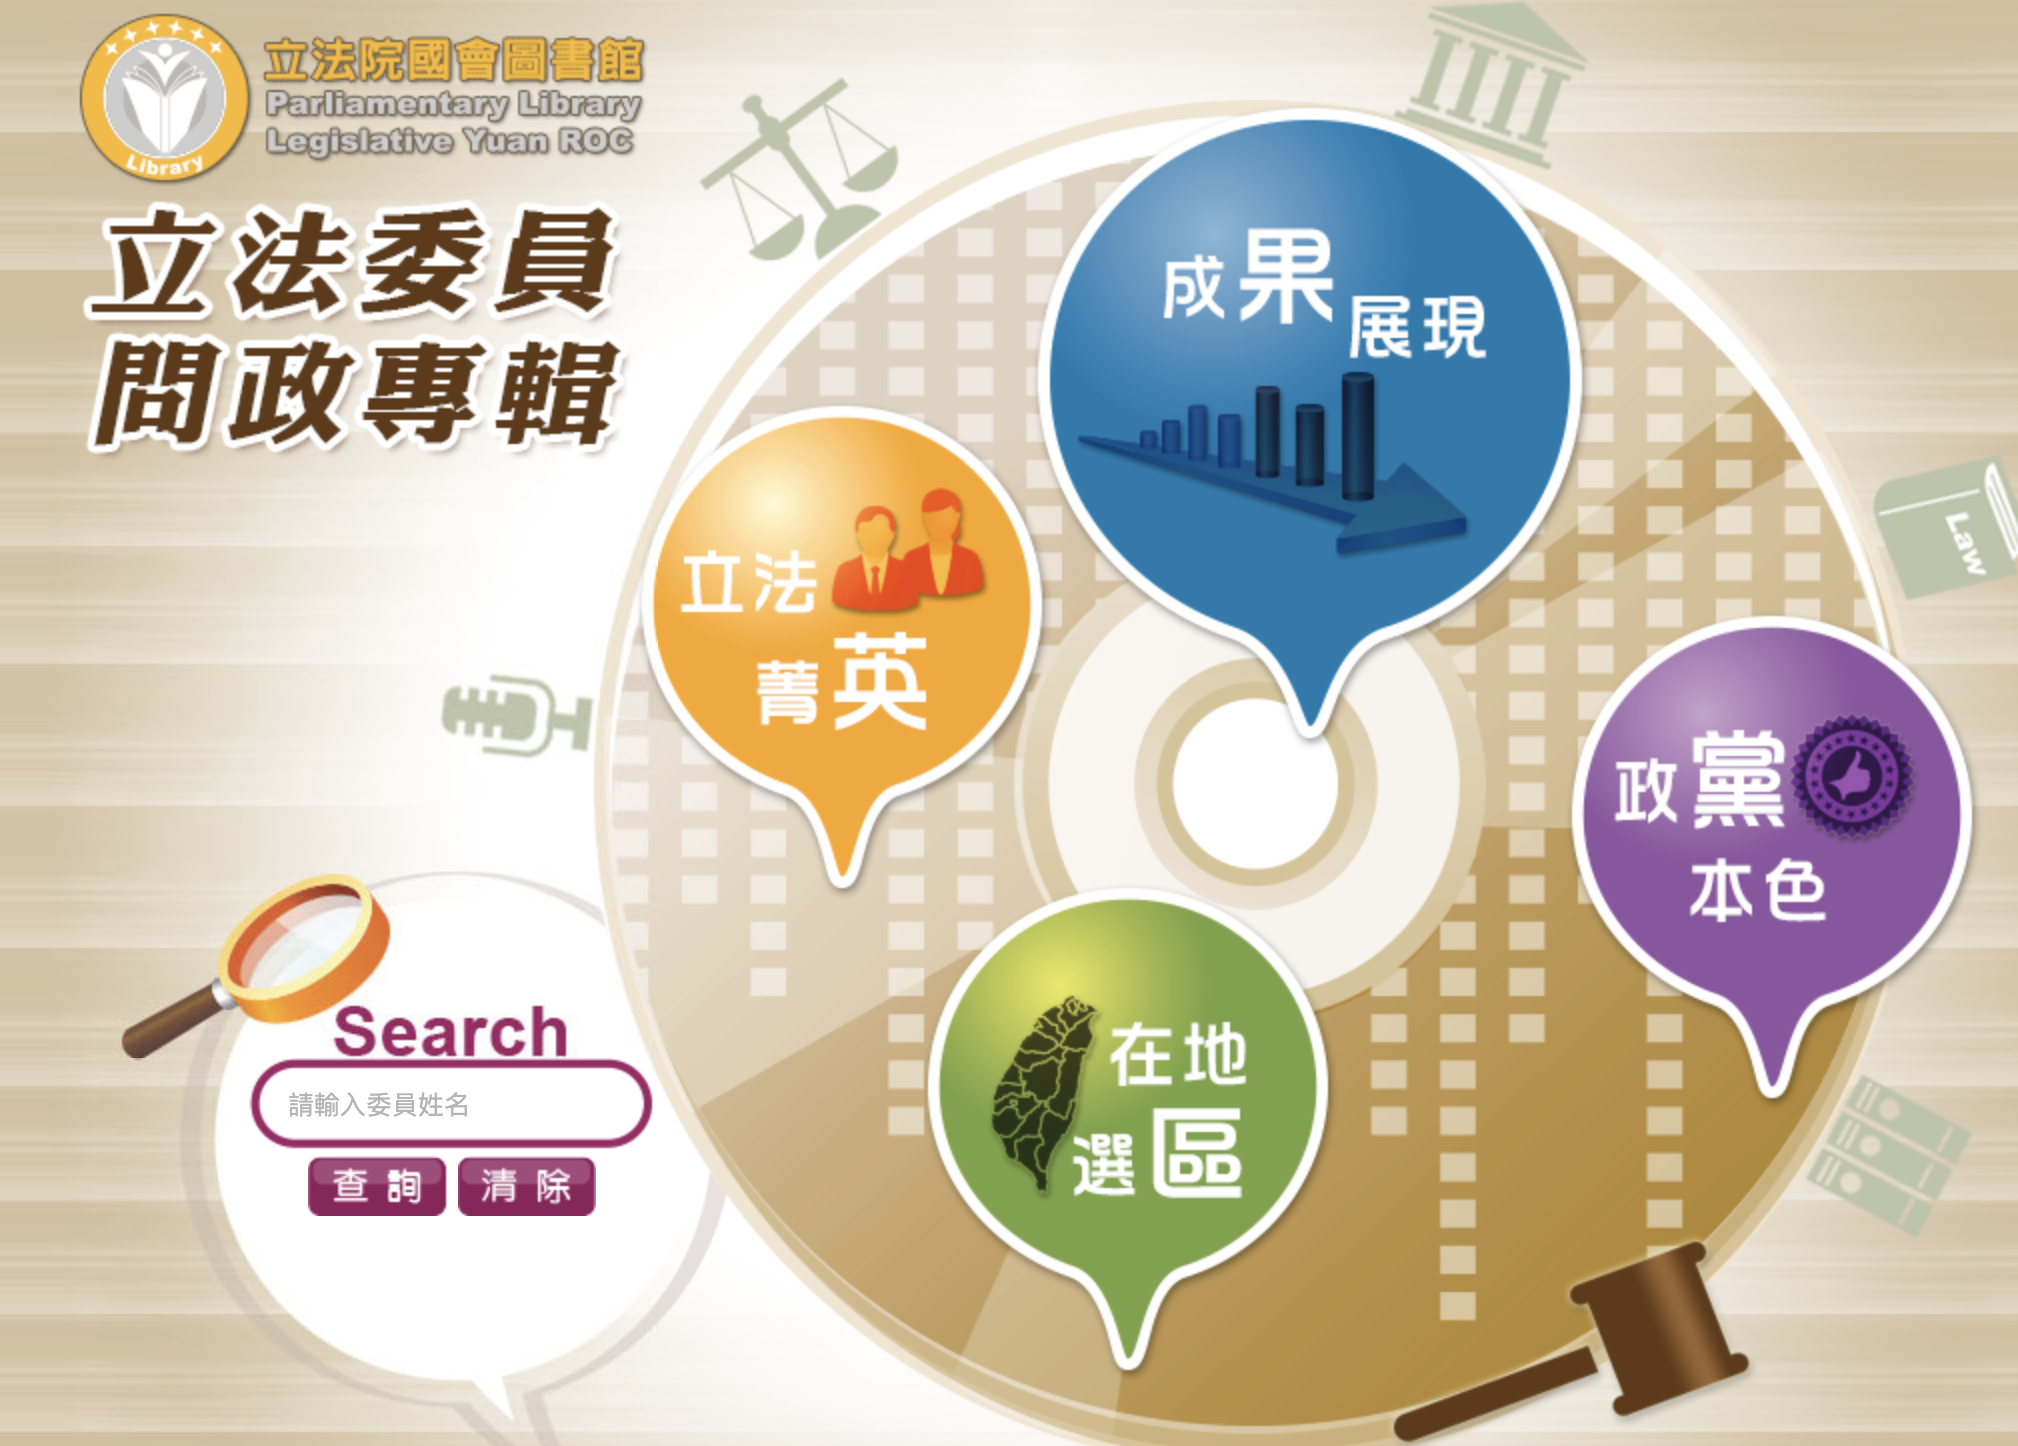 立法院國會圖書館
Parliamentary Library
Legislative Yuan ROC
Library
立法委員
問政專輯
成果展現
立法
菁英
政黨
本色
在地
選區
Law
Search
請輸入委員姓名
查詢 清除